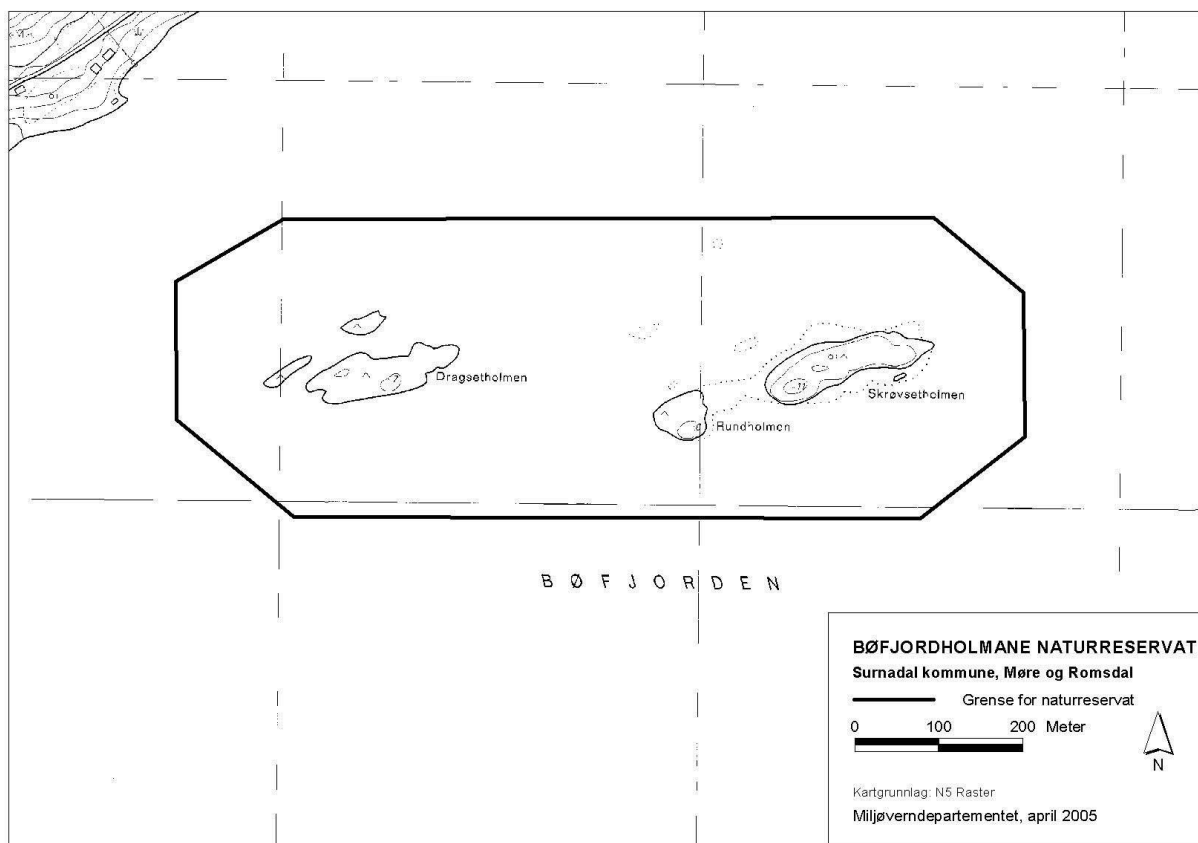 Dragsetholmen
Skrøvsetholmen
Rundholmen
BØFJORDEN
BØFJORDHOLMANE NATURRESERVAT
Surnadal kommune, Møre og Romsdal
Grense for naturreservat
0 100 200 Meter
N
Kartgrunnlag: N5 Raster
Miljøverndepartementet, april 2005